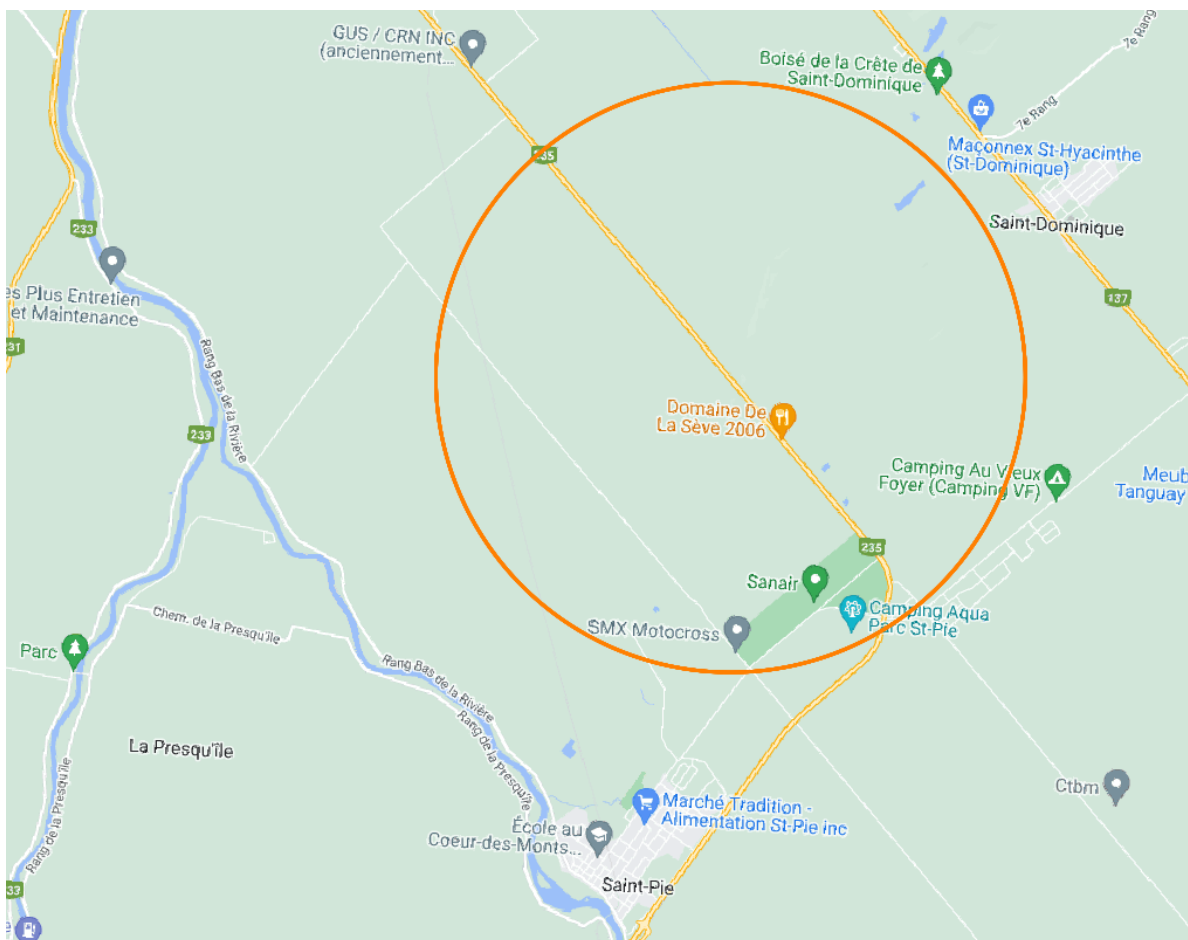 GUS / CRN INC
(anciennement...
7e Rang
Boisé de la Crête de
Saint-Dominique
7e Rang
Maçonnex St-Hyacinthe
(St-Dominique)
235
Saint-Dominique
233
es Plus Entretien
et Maintenance
137
231
Rang Bas de la Rivière
Domaine De
La Sève 2006
233
Camping Au Vieux
Foyer (Camping VF)
Meub
Tanguay
235
Sanair
Camping Aqua
Parc St-Pie
Chem. de la Presqu'île
SMX Motocross
Parc
Rang Bas de la Rivière
Rang de la Presqu'île
La Presqu'île
Rang de la Presqu'île
Ctbm
Marché Tradition -
Alimentation St-Pie inc
École au
Coeur-des-Monts...
Saint-Pie
33
e